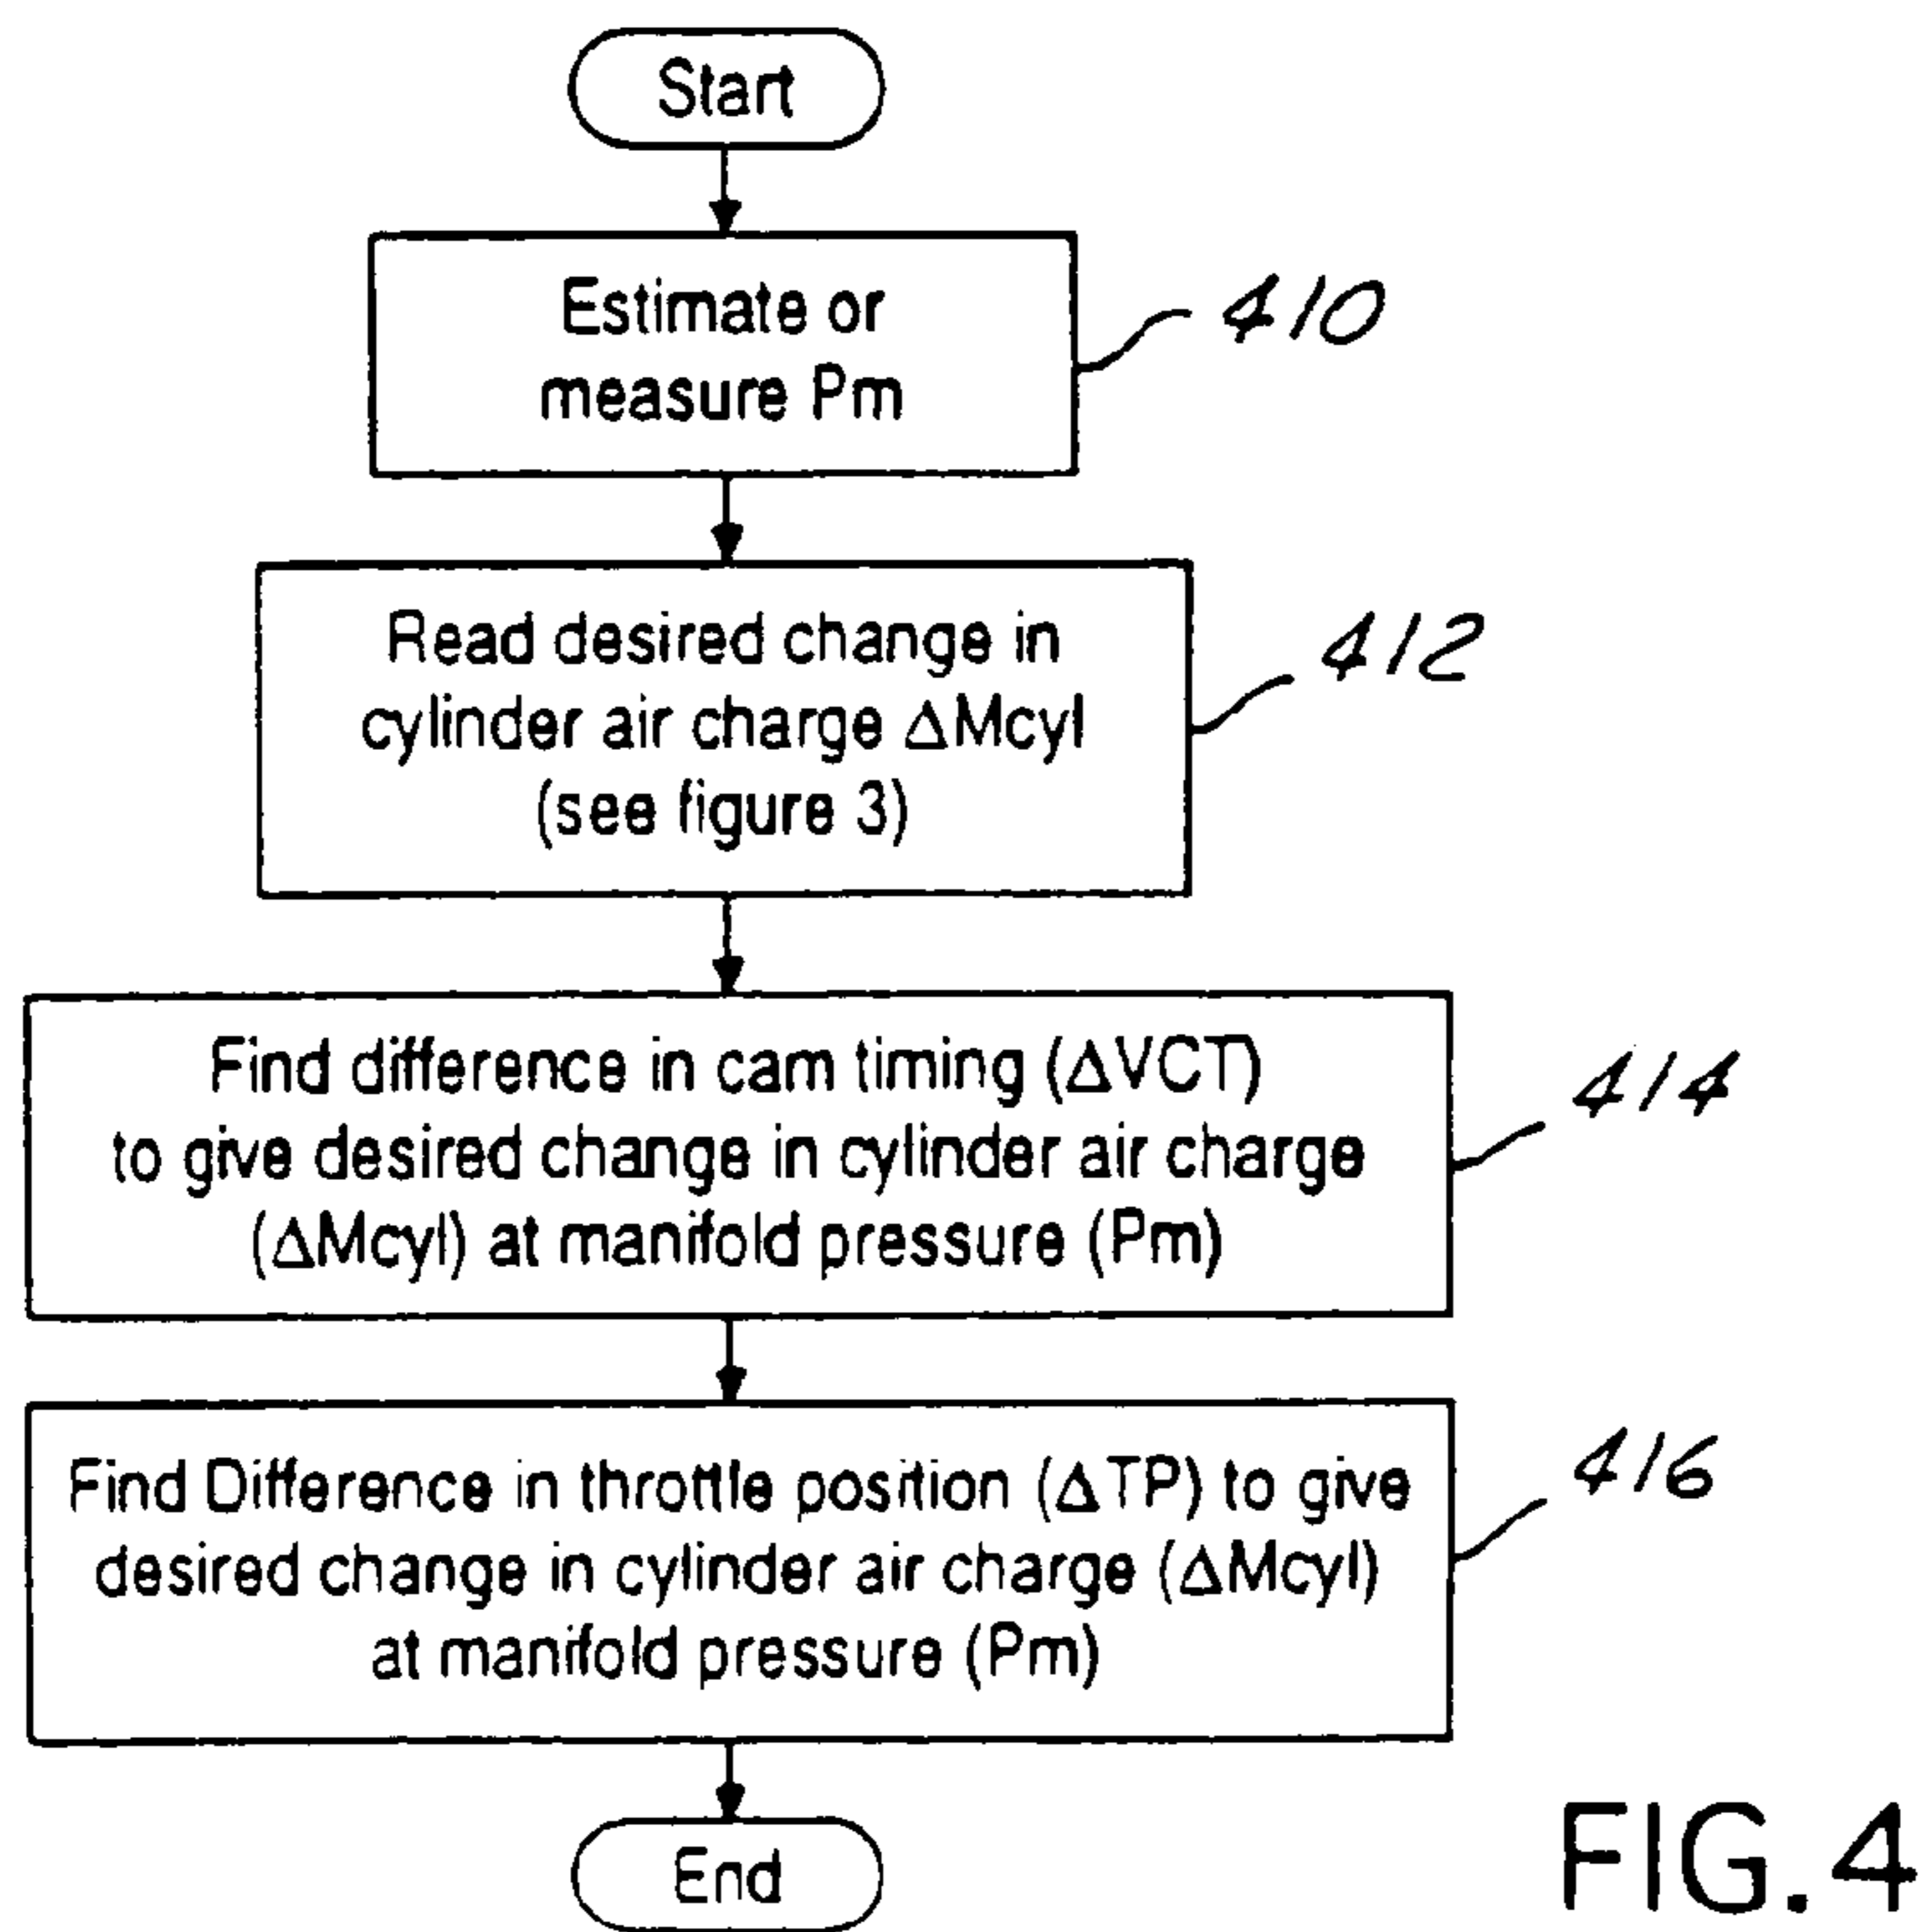 Start
Estimate or
measure Pm
410
Read desired change in
cylinder air charge ΔMcyl
(see figure 3)
412
Find difference in cam timing (ΔVCT)
to give desired change in cylinder air charge
(ΔMcyl) at manifold pressure (Pm)
414
Find Difference in throttle position (ΔTP) to give
desired change in cylinder air charge (ΔMcyl)
at manifold pressure (Pm)
416
End
FIG.4